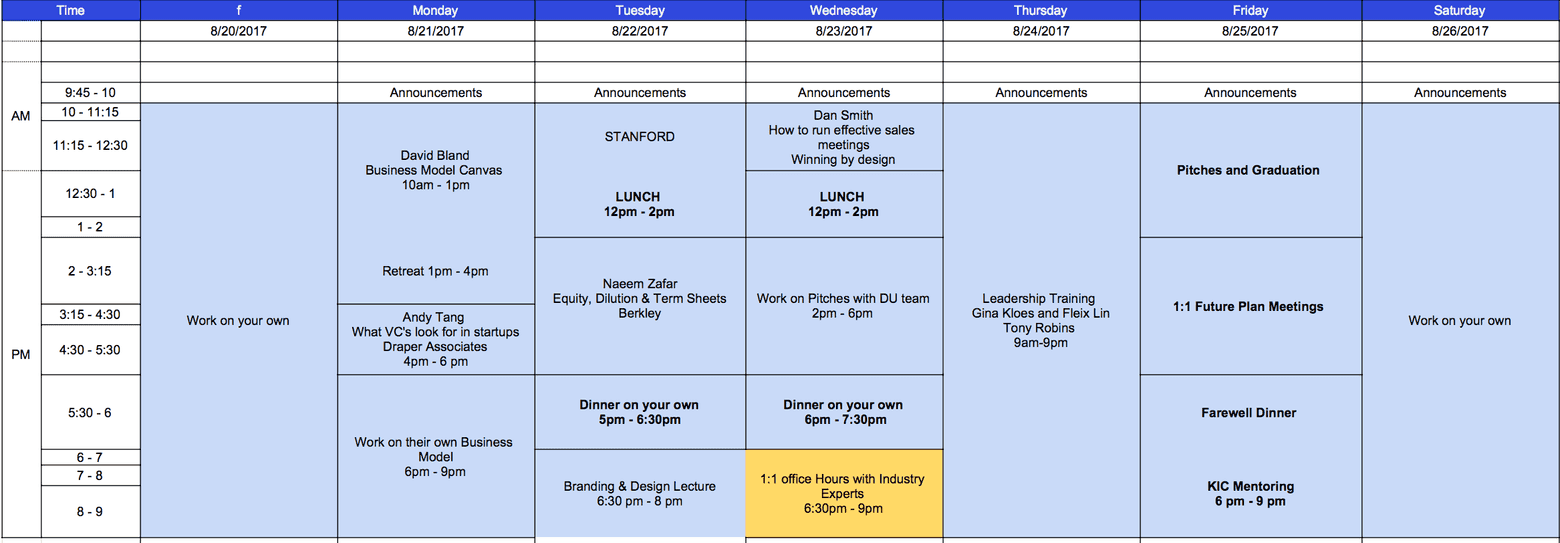 Time f Monday Tuesday Wednesday Thursday Friday Saturday
8/20/2017 8/21/2017 8/22/2017 8/23/2017 8/24/2017 8/25/2017 8/26/2017
9:45 - 10 Announcements Announcements Announcements Announcements Announcements Announcements
AM
10 - 11:15
11:15 - 12:30
PM
12:30 - 1
1 - 2
2 - 3:15
3:15 - 4:30
4:30 - 5:30
5:30 - 6
6 - 7
7 - 8
8 - 9
Work on your own
David Bland
Business Model Canvas
10am - 1pm
Retreat 1pm - 4pm
Andy Tang
What VC's look for in startups
Draper Associates
4pm - 6 pm
Work on their own Business
Model
6pm - 9pm
STANFORD
LUNCH
12pm - 2pm
Naeem Zafar
Equity, Dilution & Term Sheets
Berkley
Dinner on your own
5pm - 6:30pm
Branding & Design Lecture
6:30 pm - 8 pm
Dan Smith
How to run effective sales
meetings
Winning by design
LUNCH
12pm - 2pm
Work on Pitches with DU team
2pm - 6pm
Dinner on your own
6pm - 7:30pm
1:1 office Hours with Industry
Experts
6:30pm - 9pm
Leadership Training
Gina Kloes and Fleix Lin
Tony Robins
9am-9pm
Pitches and Graduation
1:1 Future Plan Meetings
Farewell Dinner
KIC Mentoring
6 pm - 9 pm
Work on your own